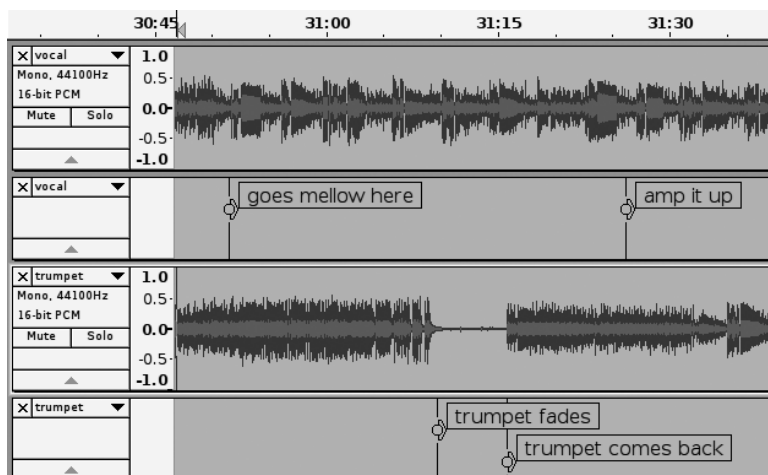 30:45 31:00 31:15 31:30
X vocal
Mono, 44100Hz
16-bit PCM
Mute Solo
1.0
0.5-
0.0-
-0.5-
-1.0
X vocal
goes mellow here
amp it up
X trumpet
Mono, 44100Hz
16-bit PCM
Mute Solo
1.0
0.5-
0.0-
-0.5-
-1.0
X trumpet
trumpet fades
trumpet comes back